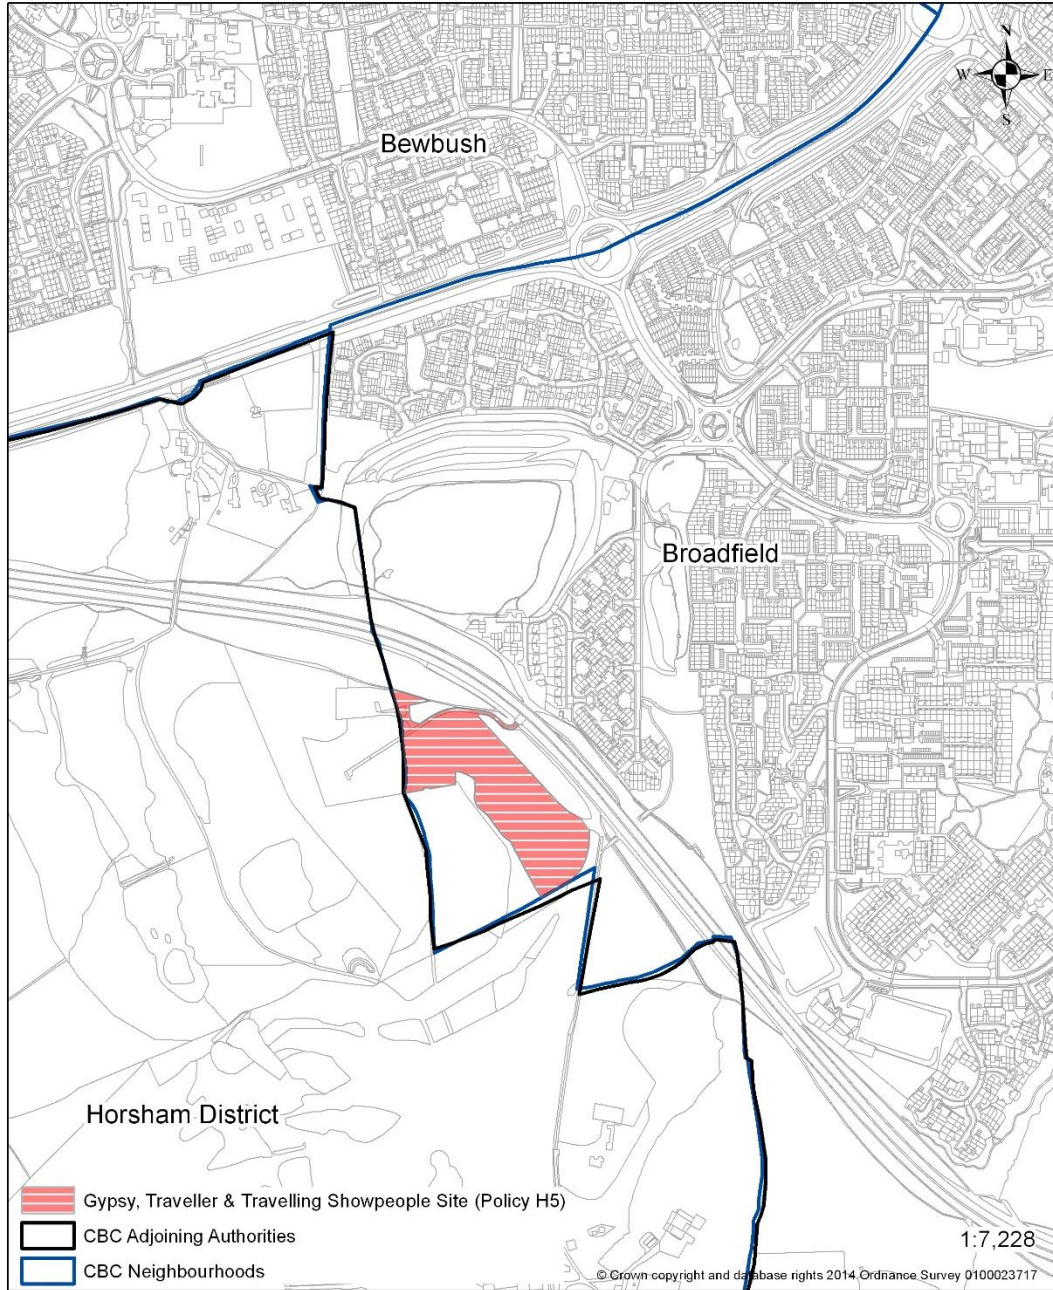 N
W E
S
Bewbush
Broadfield
Horsham District
Gypsy, Traveller & Travelling Showpeople Site (Policy H5)
CBC Adjoining Authorities
1:7,228
CBC Neighbourhoods
© Crown copyright and database rights 2014 Ordnance Survey 0100023717